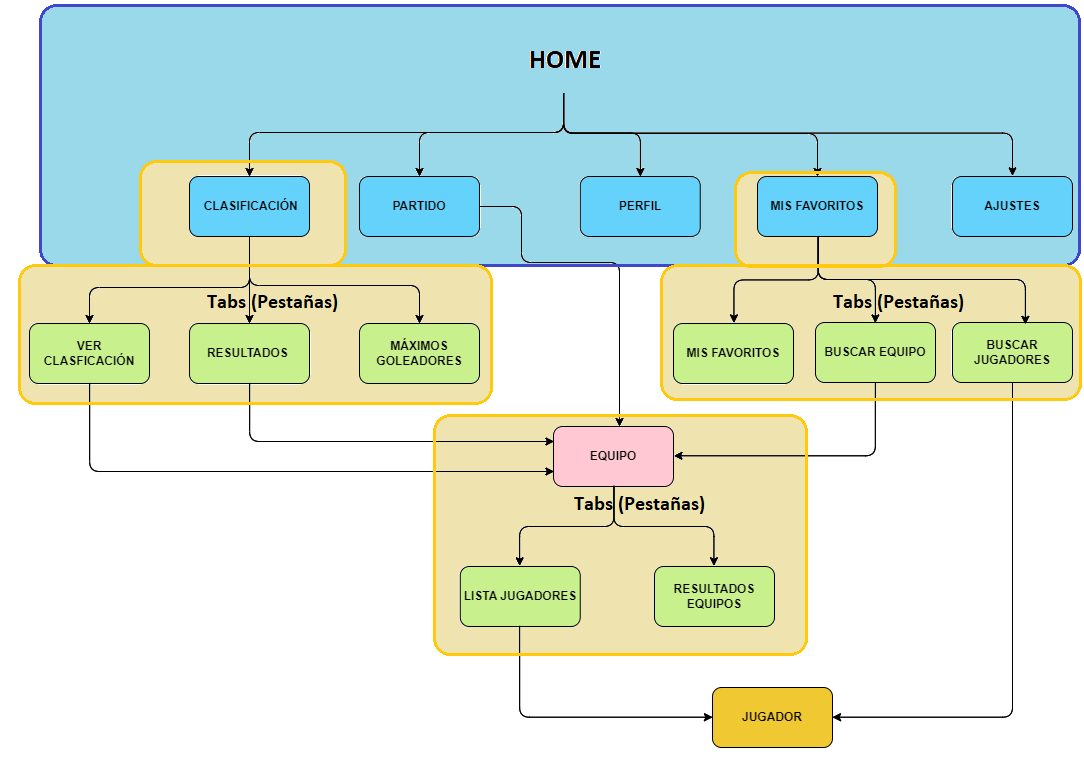 HOME
CLASIFICACIÓN
PARTIDO
PERFIL
MIS FAVORITOS
AJUSTES
Tabs (Pestañas)
Tabs (Pestañas)
VER
CLASFICACIÓN
RESULTADOS
MÁXIMOS
GOLEADORES
MIS FAVORITOS
BUSCAR EQUIPO
BUSCAR
JUGADORES
EQUIPO
Tabs (Pestañas)
LISTA JUGADORES
RESULTADOS
EQUIPOS
JUGADOR